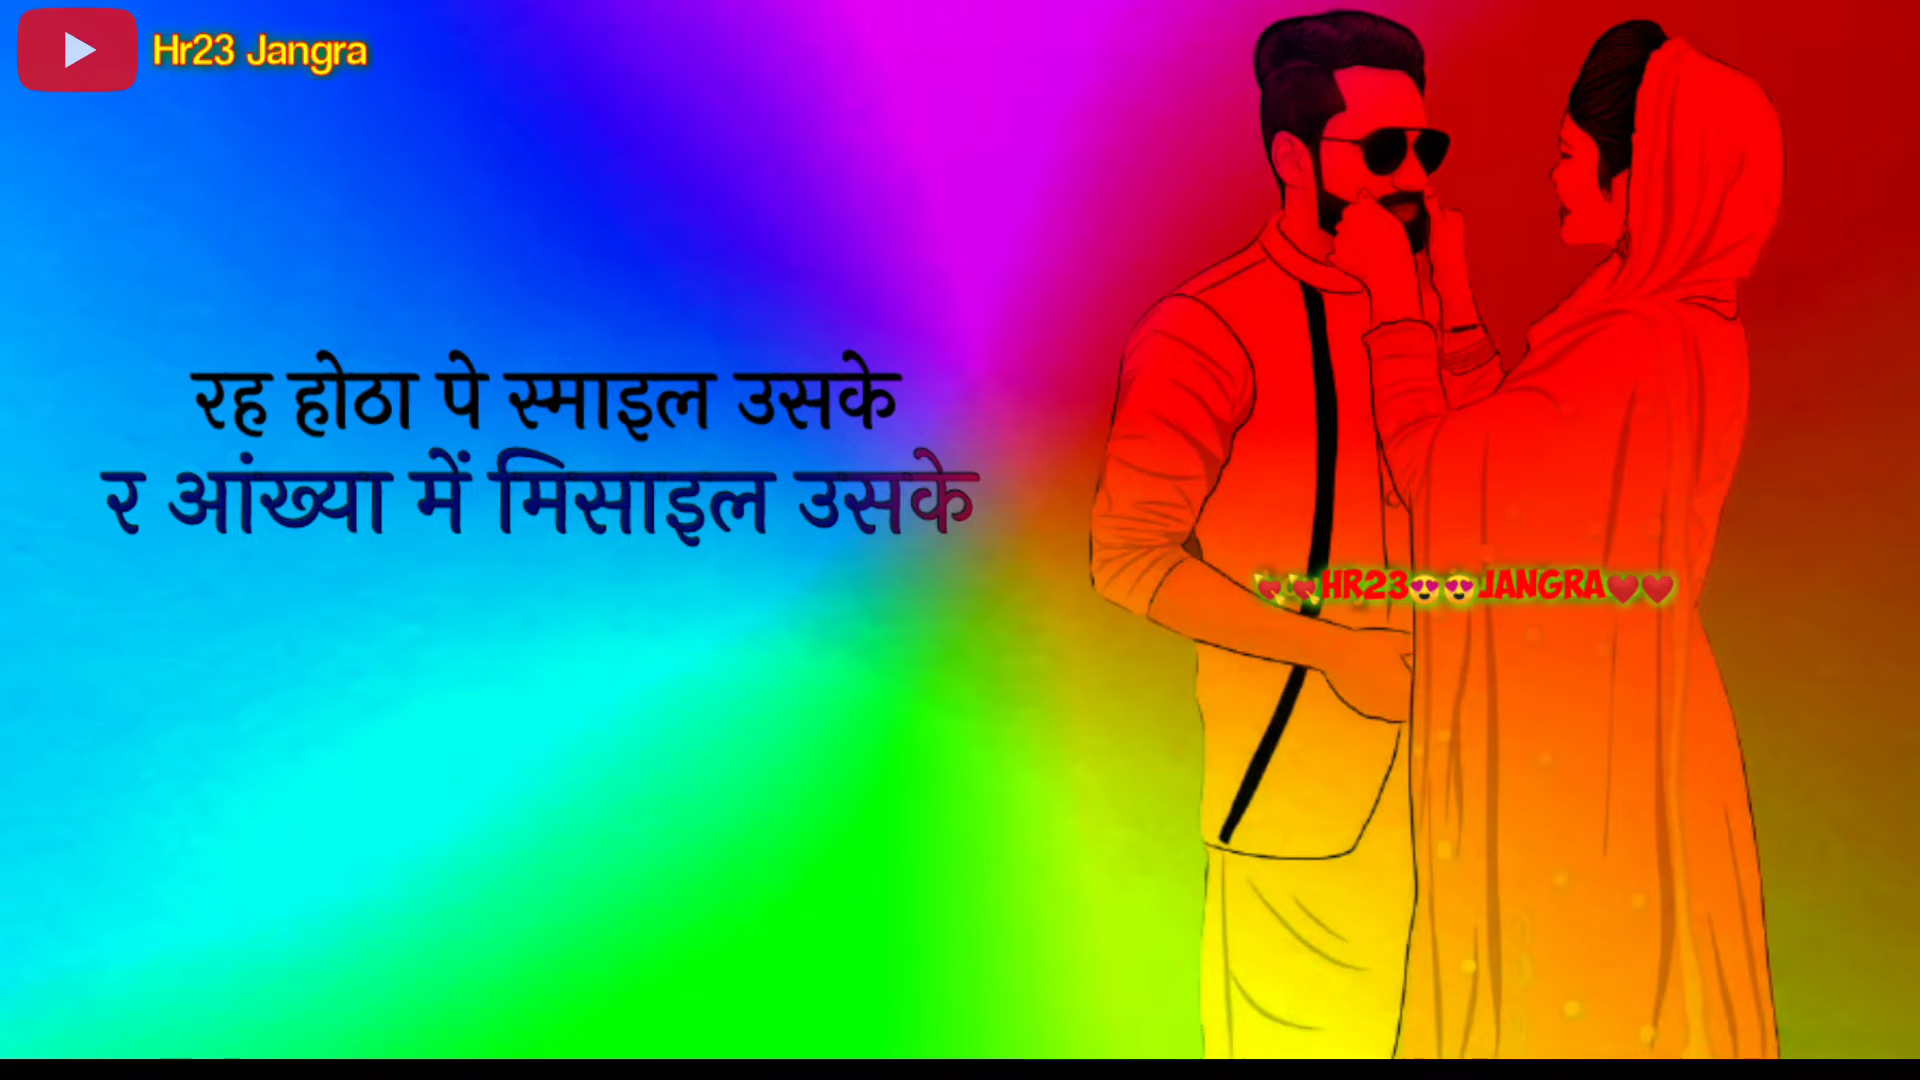 Hr23 Jangra
रह होठा पे स्माइल उसके
र आंख्या में मिसाइल उसके
💘💘HR23😍😍JANGRA❤️❤️